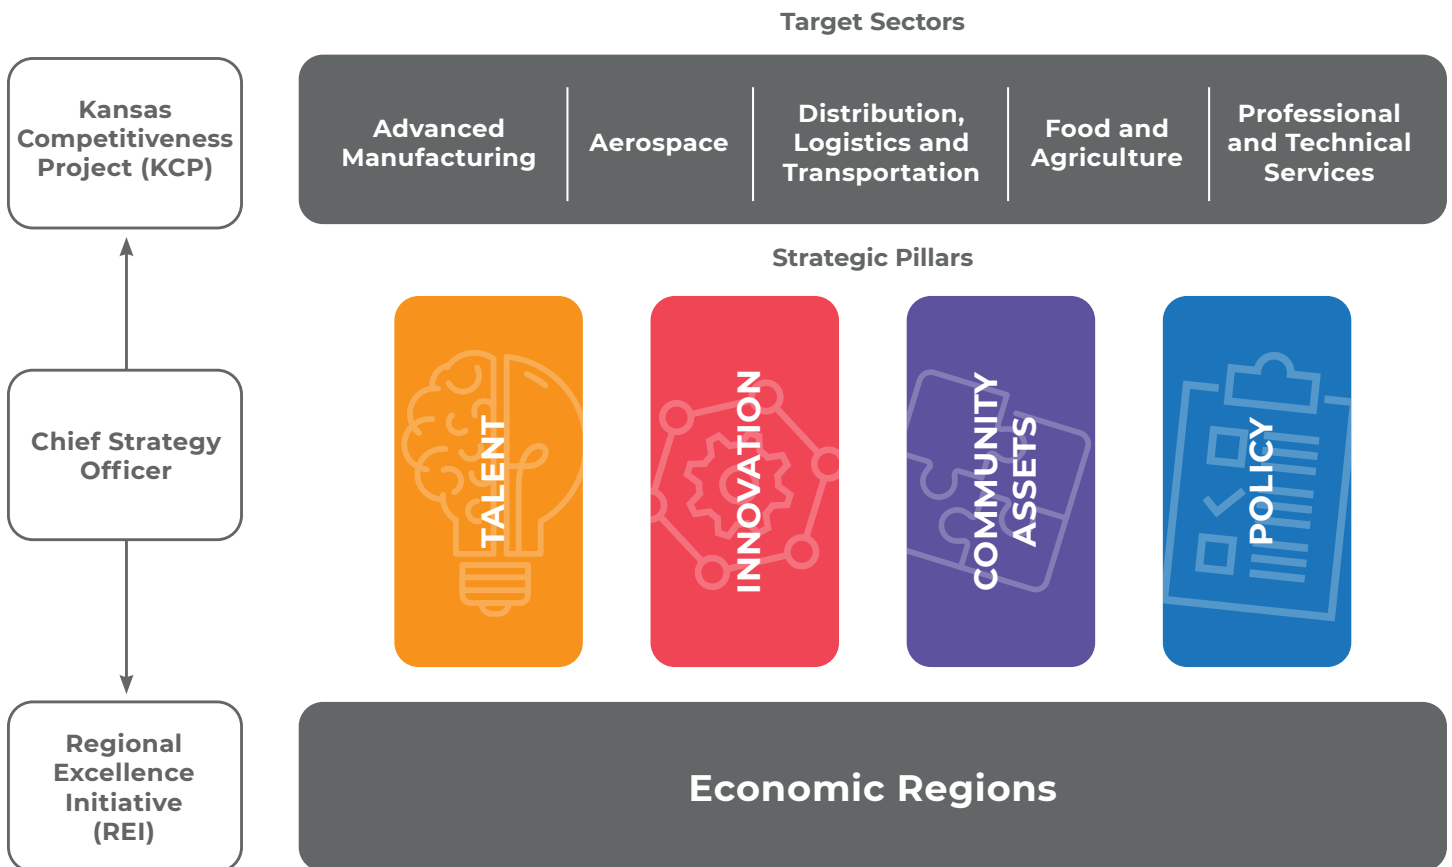 Target Sectors
Kansas
Competitiveness
Project (KCP)
Advanced
Manufacturing
Aerospace
Distribution,
Logistics and
Transportation
Food and
Agriculture
Professional
and Technical
Services
Strategic Pillars
Chief Strategy
Officer
TALENT
INNOVATION
COMMUNITY
ASSETS
POLICY
Regional
Excellence
Initiative
(REI)
Economic Regions